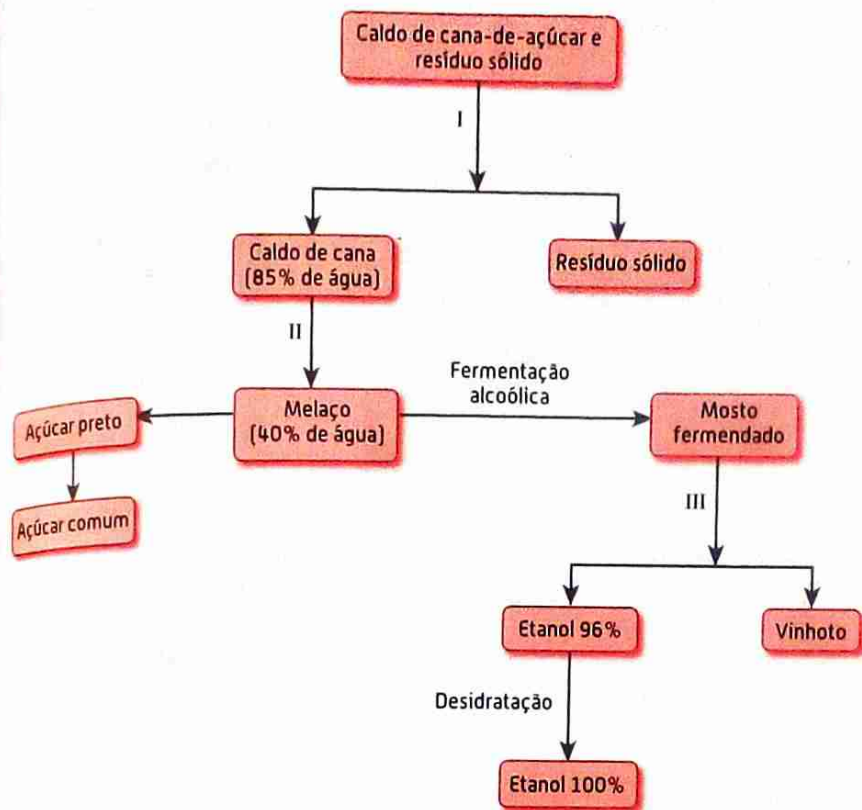 Caldo de cana-de-açúcar e
resíduo sólido
I
Caldo de cana
(85% de água)
Resíduo sólido
II
Melaço
(40% de água)
Fermentação
alcoólica
Mosto
fermendado
Açúcar preto
Açúcar comum
III
Etanol 96%
Vinhoto
Desidratação
Etanol 100%